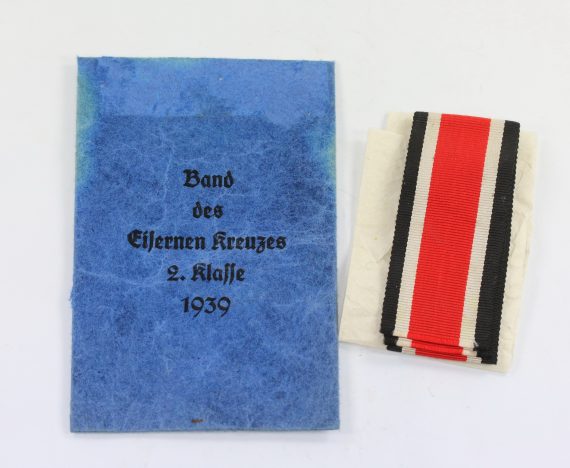 Band
des
Eisernen Kreuzes
2. Klasse
1939